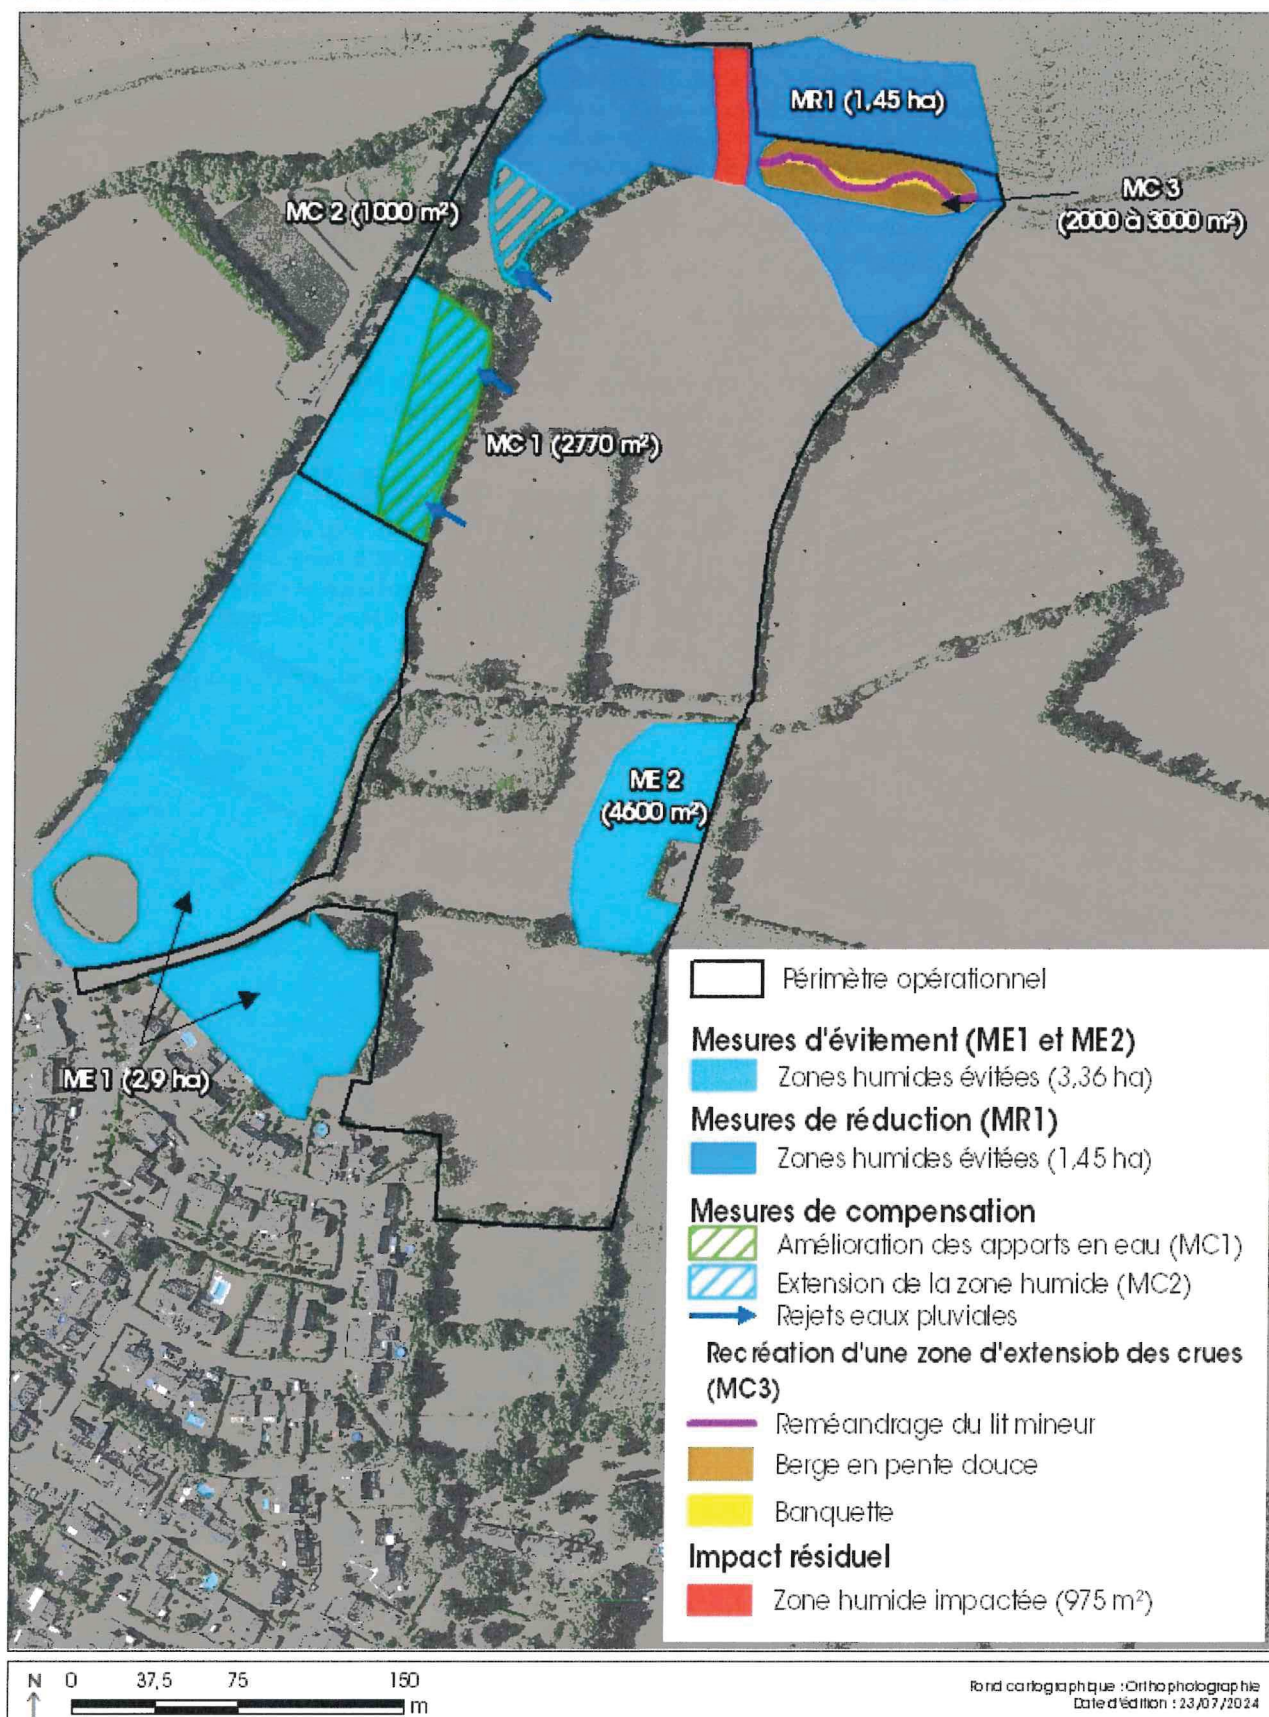 MR1 (1,45 ha)
MC 2 (1000 m²)
MC 3
(2000 à 3000 m²)
MC 1 (2770 m²)
ME 2
(4600 m²)
ME 1 (2,9 ha)
Périmètre opérationnel
Mesures d'évitement (ME1 et ME2)
Zones humides évitées (3,36 ha)
Mesures de réduction (MR1)
Zones humides évitées (1,45 ha)
Mesures de compensation
Amélioration des apports en eau (MC1)
Extension de la zone humide (MC2)
Rejets eaux pluviales
Recréation d'une zone d'extensiob des crues
(MC3)
Reméandrage du lit mineur
Berge en pente douce
Banquette
Impact résiduel
Zone humide impactée (975 m²)
N 0 37,5 75 150
m
Fond cartographique : Orthophotographie
Date d'édition : 23/07/2024